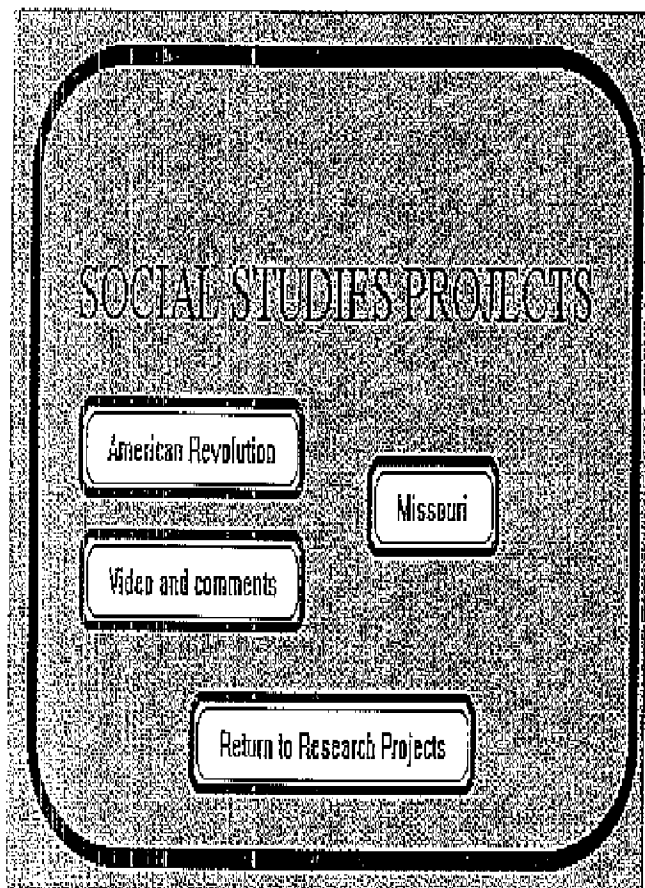 SOCIAL STUDIES PROJECTS
American Revolution
Missouri
Video and comments
Return to Research Projects